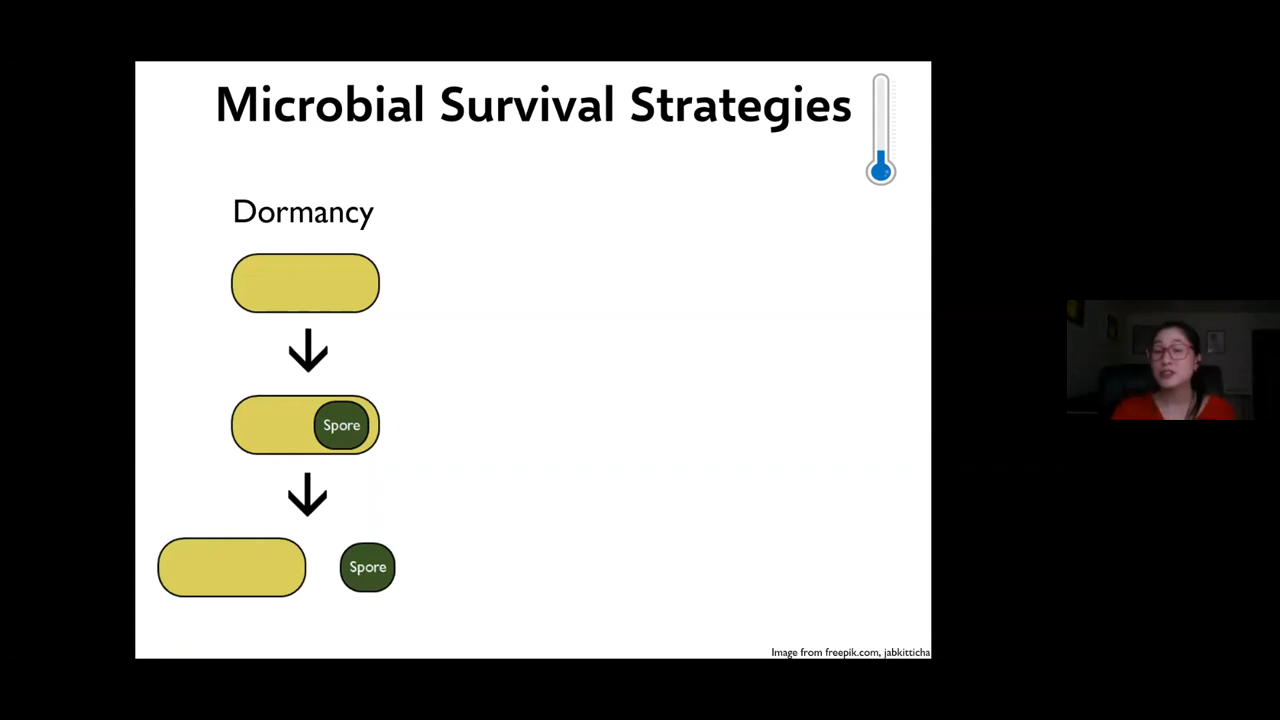 Microbial Survival Strategies
Dormancy
Spore
Spore
Image from freepik.com, jabkitticha